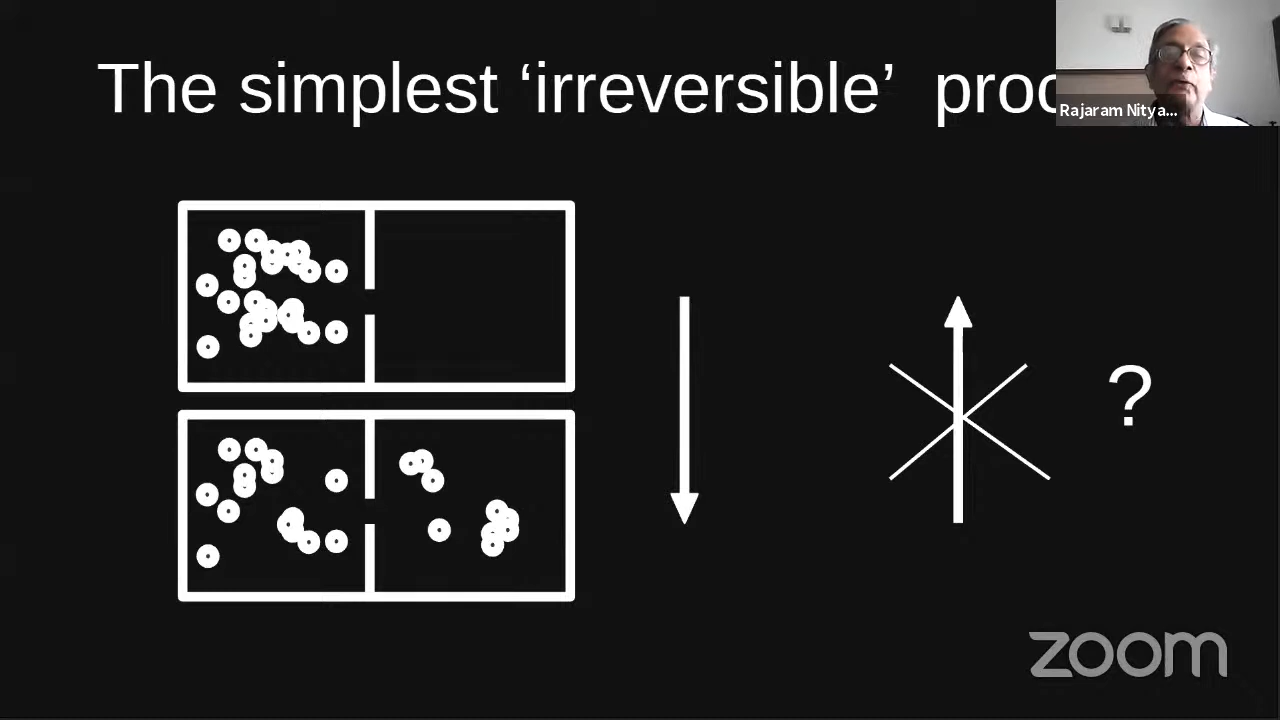 The simplest ‘irreversible’ proc
Rajaram Nitya...
?
zoom